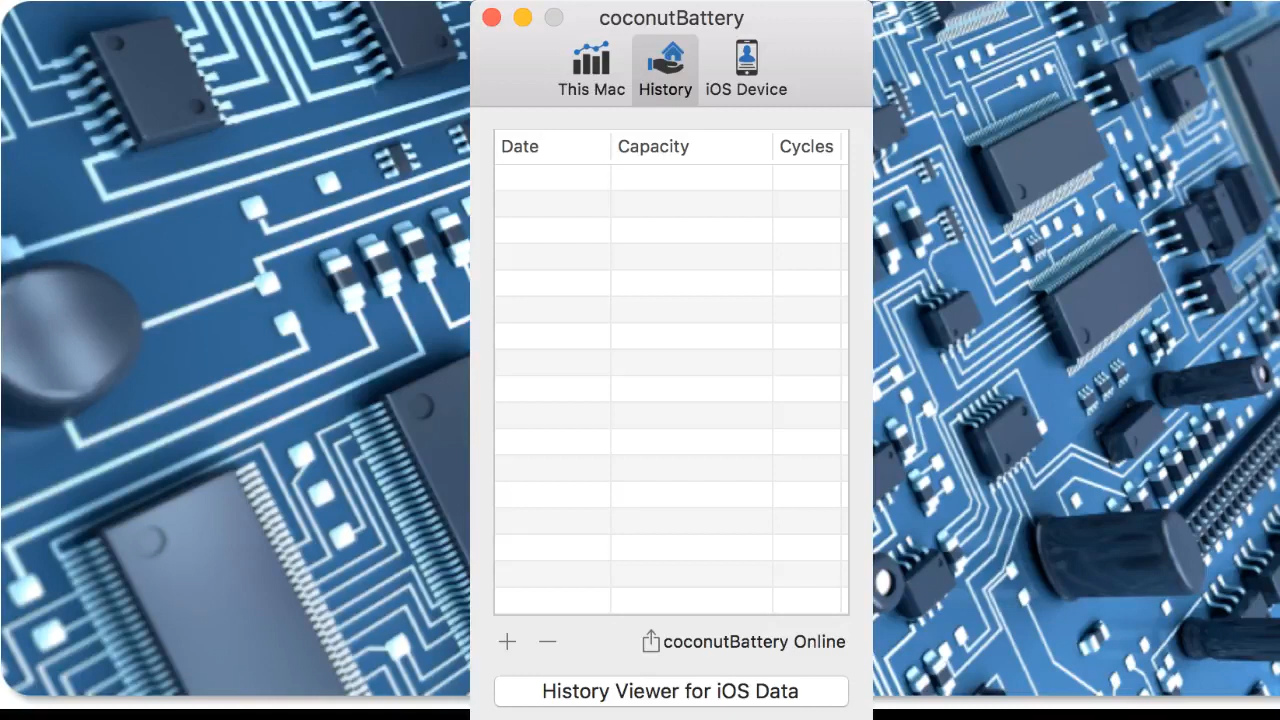 coconutBattery
This Mac History iOS Device
Date Capacity Cycles
coconutBattery Online
History Viewer for iOS Data